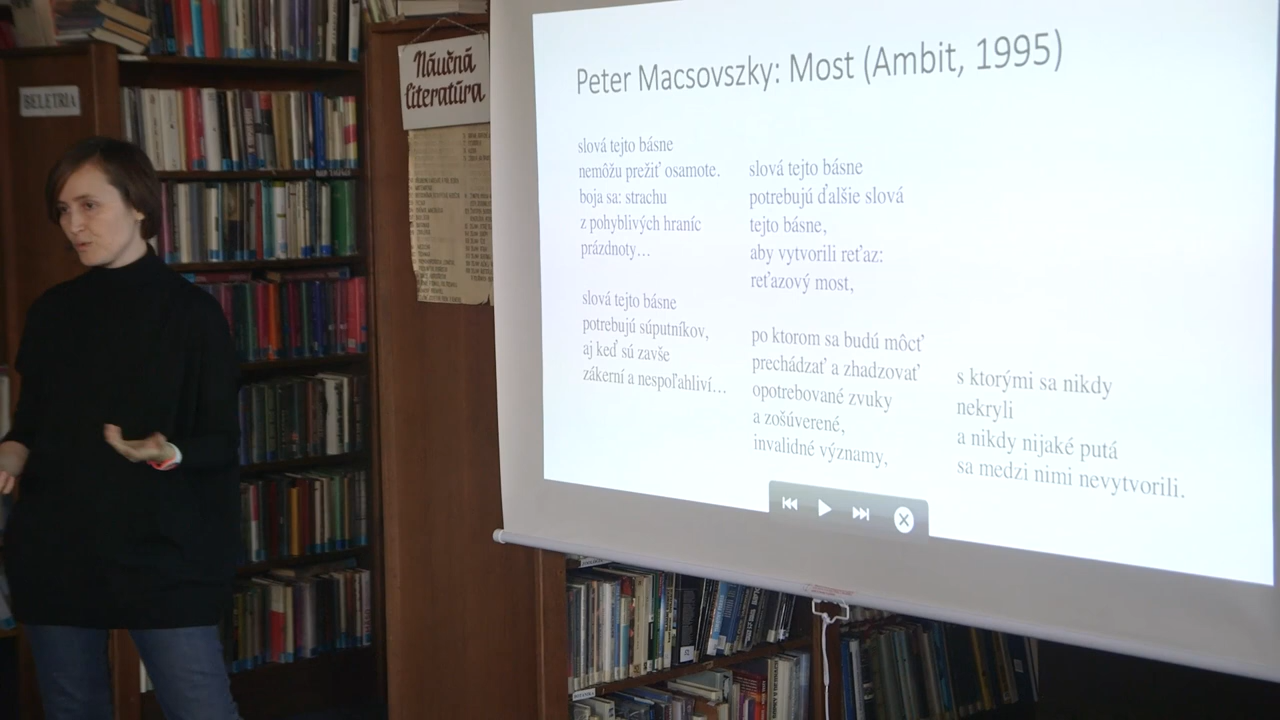 BELETRIA
Náučná
literatúra
Peter Macsovszky: Most (Ambit, 1995)
slová tejto básne
nemôžu prežiť osamote.
boja sa: strachu
z pohyblivých hraníc
prázdnoty...
slová tejto básne
potrebujú súputníkov,
aj keď sú zavše
zákerní a nespoľahliví...
slová tejto básne
potrebujú ďalšie slová
tejto básne,
aby vytvorili reťaz:
reťazový most,
po ktorom sa budú môcť
prechádzať a zhadzovať
opotrebované zvuky
a zošúverené,
invalidné významy,
s ktorými sa nikdy
nekryli
a nikdy nijaké putá
sa medzi nimi nevytvorili.